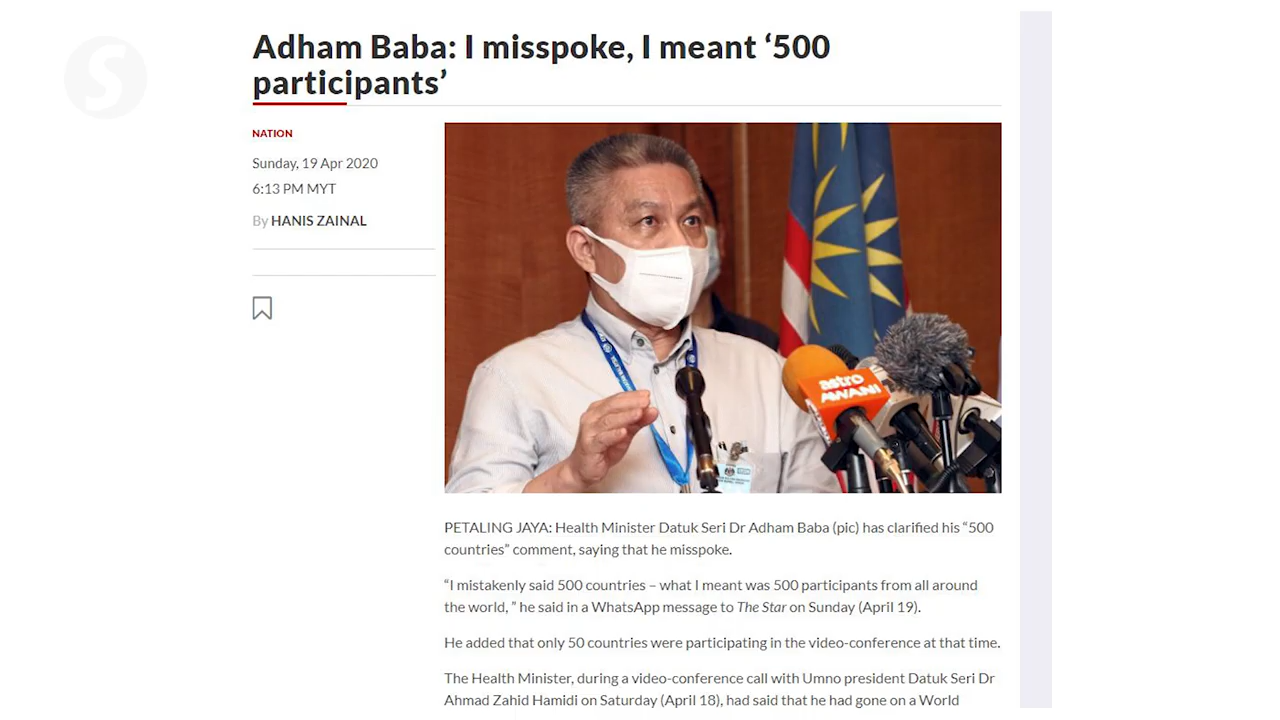 S
Adham Baba: I misspoke, I meant ‘500
participants’
NATION
Sunday, 19 Apr 2020
6:13 PM MYT
By HANIS ZAINAL
astro
AWANI
PETALING JAYA: Health Minister Datuk Seri Dr Adham Baba (pic) has clarified his “500
countries” comment, saying that he misspoke.
“I mistakenly said 500 countries – what I meant was 500 participants from all around
the world, ” he said in a WhatsApp message to The Star on Sunday (April 19).
He added that only 50 countries were participating in the video-conference at that time.
The Health Minister, during a video-conference call with Umno president Datuk Seri Dr
Ahmad Zahid Hamidi on Saturday (April 18), had said that he had gone on a World